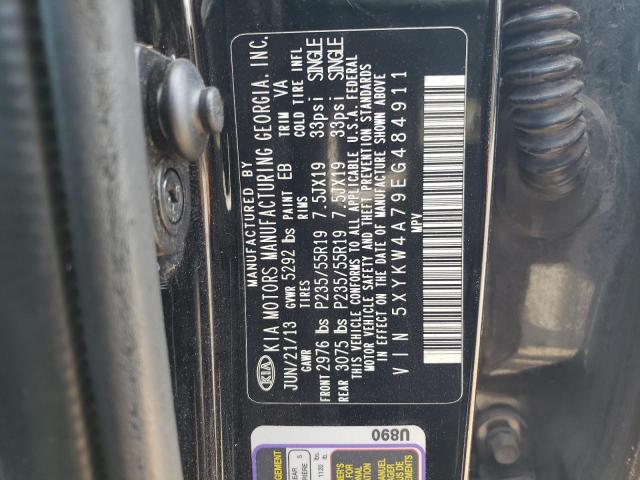 KIA
MANUFACTURED BY
KIA MOTORS MANUFACTURING GEORGIA. INC.
JUN/21/13 PAINT EB TRIM VA
GVWR 5292 lbs
GAWR TIRES RIMS COLD TIRE INFL
FRONT 2976 lbs P235/55R19 7.5JX19 33psi SINGLE
REAR 3075 lbs P235/55R19 7.5JX19 33psi SINGLE
THIS VEHICLE CONFORMS TO ALL APPLICABLE U.S.A. FEDERAL
MOTOR VEHICLE SAFETY AND THEFT PREVENTION STANDARDS
IN EFFECT ON THE DATE OF MANUFACTURE SHOWN ABOVE
VIN 5XYKW4A79EG484911
MPV
U890